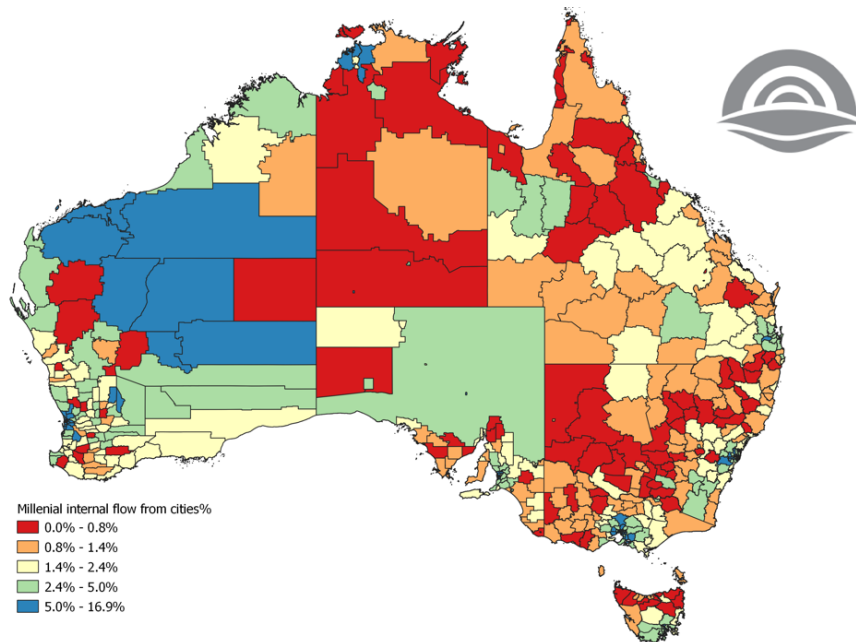 Millenial internal flow from cities%
0.0% - 0.8%
0.8% - 1.4%
1.4% - 2.4%
2.4% - 5.0%
5.0% - 16.9%